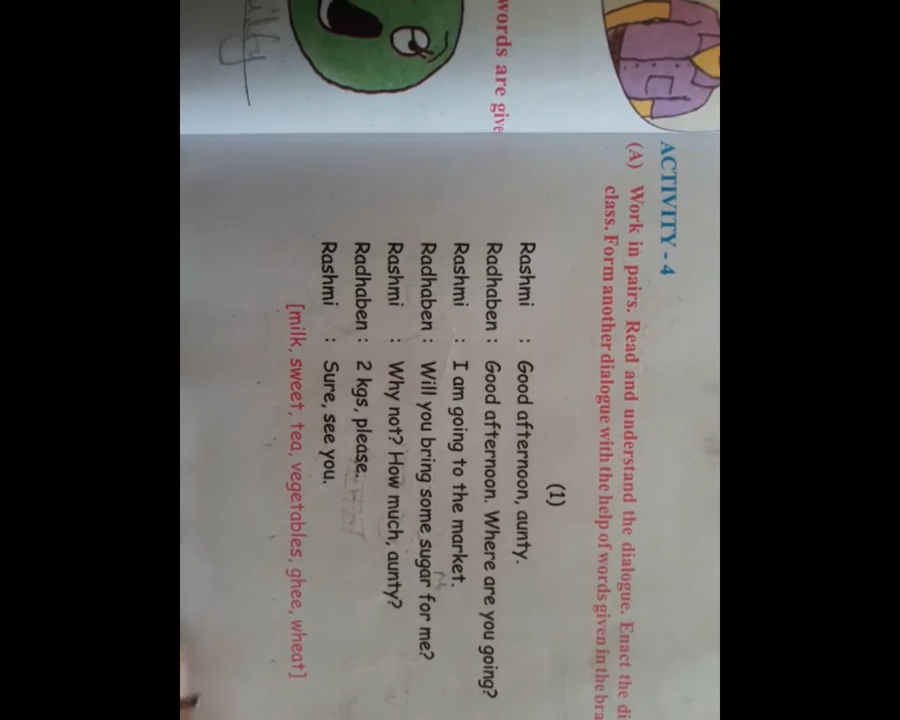 words are give
ACTIVITY - 4
(A) Work in pairs. Read and understand the dialogue. Enact the di
class. Form another dialogue with the help of words given in the bra
(1)
Rashmi : Good afternoon, aunty.
Radhaben : Good afternoon. Where are you going?
Rashmi : I am going to the market.
Radhaben : Will you bring some sugar for me?
Rashmi : Why not? How much, aunty?
Radhaben : 2 kgs, please.
Rashmi : Sure, see you.
[milk, sweet, tea, vegetables, ghee, wheat]